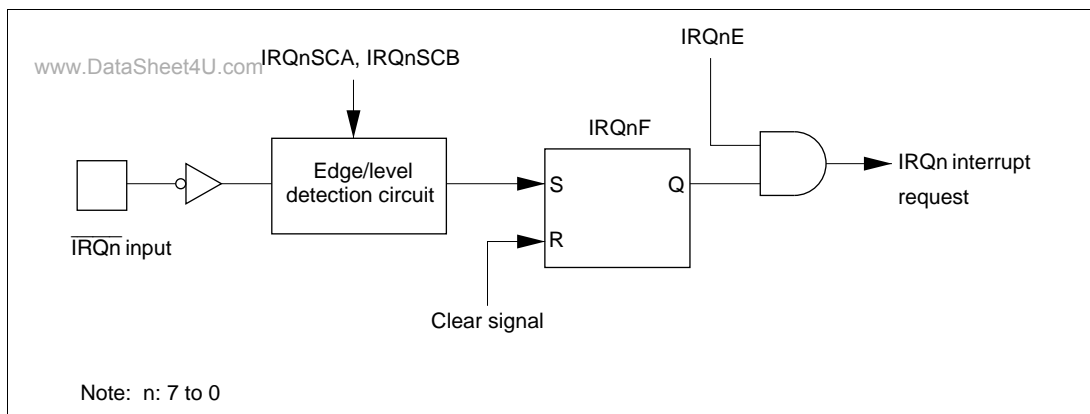 www.DataSheet4U.com
IRQnSCA, IRQnSCB
IRQnE
IRQnF
Edge/level
detection circuit
S
Q
R
IRQn interrupt
request
I̅R̅Q̅n̅ input
Clear signal
Note: n: 7 to 0